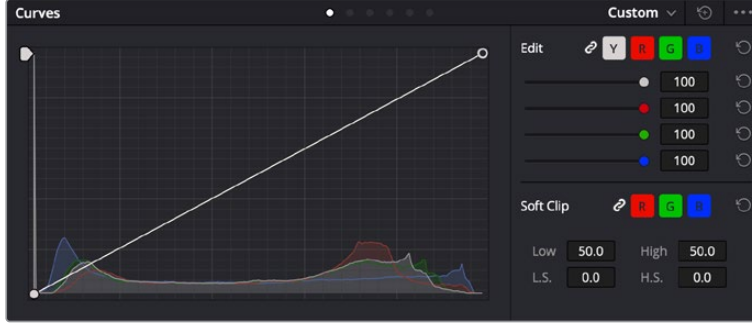 Curves
Custom
Edit Y R G B
100
100
100
100
Soft Clip R G B
Low 50.0 High 50.0
L.S. 0.0 H.S. 0.0